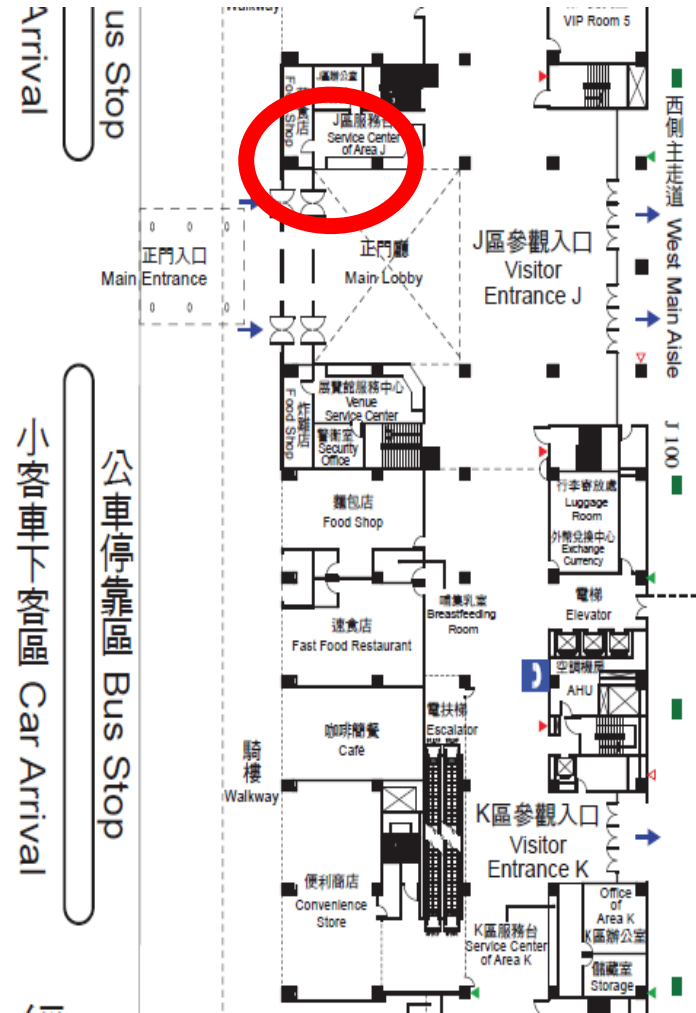 Walkway
VIP Room 5
Arrival
us Stop
J區辦公室
Food Shop
J區服務台
Service Center
of Area J
西側主走道 West Main Aisle
正門入口
Main Entrance
正門廳
Main Lobby
J區參觀入口
Visitor
Entrance J
炸雞店
Food Shop
展覽館服務中心
Venue
Service Center
警衛室
Security
Office
J 100
麵包店
Food Shop
行李寄放處
Luggage
Room
外幣兌換中心
Exchange
Currency
哺集乳室
Breastfeeding
Room
電梯
Elevator
速食店
Fast Food Restaurant
空調機房
AHU
電扶梯
Escalator
咖啡簡餐
Café
騎樓
Walkway
小客車下客區 Car Arrival
公車停靠區 Bus Stop
K區參觀入口
Visitor
Entrance K
便利商店
Convenience
Store
K區服務台
Service Center
of Area K
Office
of
Area K
K區辦公室
儲藏室
Storage